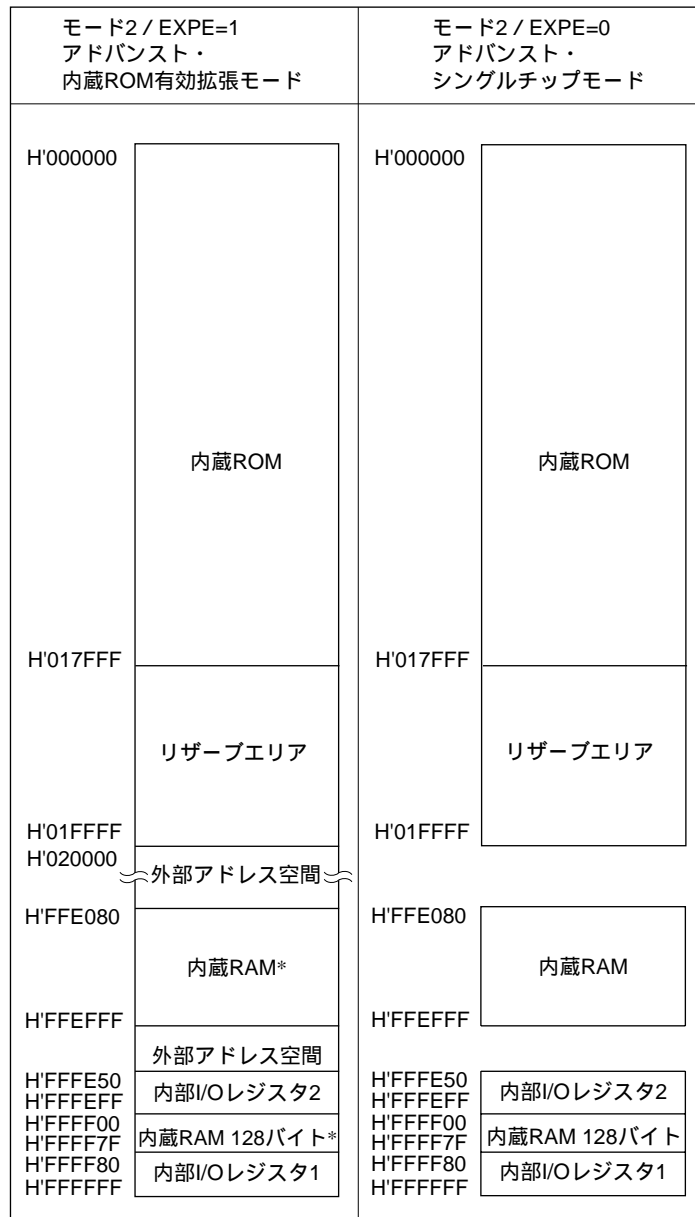 モード2 / EXPE=1
アドバンスト・
内蔵ROM有効拡張モード
モード2 / EXPE=0
アドバンスト・
シングルチップモード
H'000000
内蔵ROM
H'017FFF
リザーブエリア
H'01FFFF
H'020000
外部アドレス空間
H'FFE080
内蔵RAM*
H'FFEFFF
外部アドレス空間
H'FFFE50
内部I/Oレジスタ2
H'FFFEFF
H'FFFF00
内蔵RAM 128バイト*
H'FFFF7F
H'FFFF80
内部I/Oレジスタ1
H'FFFFFF
H'000000
内蔵ROM
H'017FFF
リザーブエリア
H'01FFFF
H'FFE080
内蔵RAM
H'FFEFFF
H'FFFE50
内部I/Oレジスタ2
H'FFFEFF
H'FFFF00
内蔵RAM 128バイト
H'FFFF7F
H'FFFF80
内部I/Oレジスタ1
H'FFFFFF